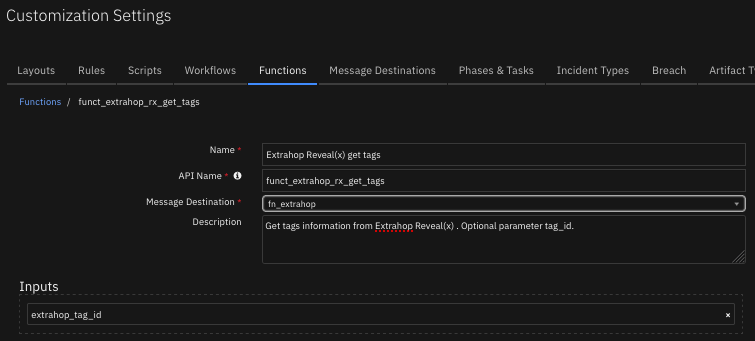 Customization Settings
Layouts Rules Scripts Workflows Functions Message Destinations Phases & Tasks Incident Types Breach Artifact T
Functions / funct_extrahop_rx_get_tags
Name * Extrahop Reveal(x) get tags
API Name * funct_extrahop_rx_get_tags
Message Destination * fn_extrahop
Description Get tags information from Extrahop Reveal(x) . Optional parameter tag_id.
Inputs
extrahop_tag_id ×